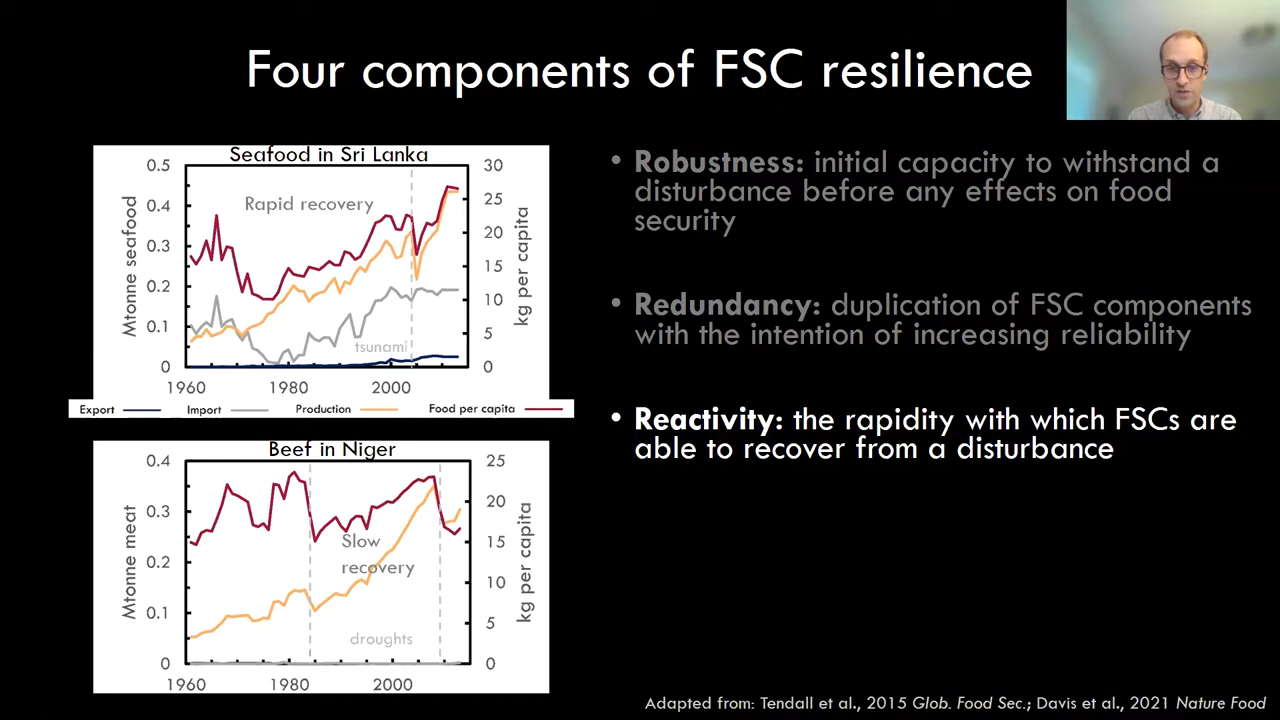 Four components of FSC resilience
Seafood in Sri Lanka
0.5
0.4
0.3
0.2
0.1
0
Mtonne seafood
Rapid recovery
tsunami
30
25
20
15
10
5
0
kg per capita
1960 1980 2000
Export Import Production Food per capita
Beef in Niger
0.4
0.3
0.2
0.1
0
Mtonne meat
Slow
recovery
droughts
25
20
15
10
5
0
kg per capita
1960 1980 2000
• Robustness: initial capacity to withstand a
disturbance before any effects on food
security
• Redundancy: duplication of FSC components
with the intention of increasing reliability
• Reactivity: the rapidity with which FSCs are
able to recover from a disturbance
Adapted from: Tendall et al., 2015 Glob. Food Sec.; Davis et al., 2021 Nature Food